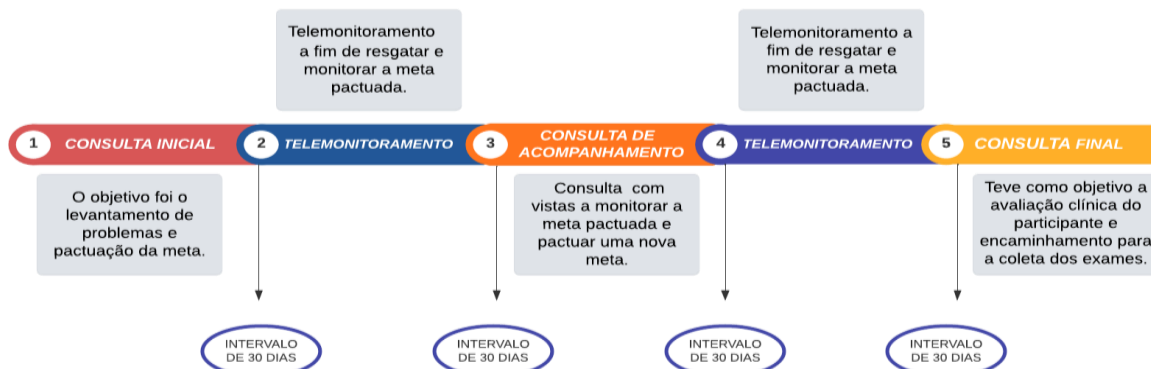 Telemonitoramento
a fim de resgatar e
monitorar a meta
pactuada.
Telemonitoramento a
fim de resgatar e
monitorar a meta
pactuada.
1 CONSULTA INICIAL
2 TELEMONITORAMENTO
3 CONSULTA DE
ACOMPANHAMENTO
4 TELEMONITORAMENTO
5 CONSULTA FINAL
O objetivo foi o
levantamento de
problemas e
pactuação da meta.
Consulta com
vistas a monitorar a
meta pactuada e
pactuar uma nova
meta.
Teve como objetivo a
avaliação clínica do
participante e
encaminhamento para
a coleta dos exames.
INTERVALO
DE 30 DIAS
INTERVALO
DE 30 DIAS
INTERVALO
DE 30 DIAS
INTERVALO
DE 30 DIAS